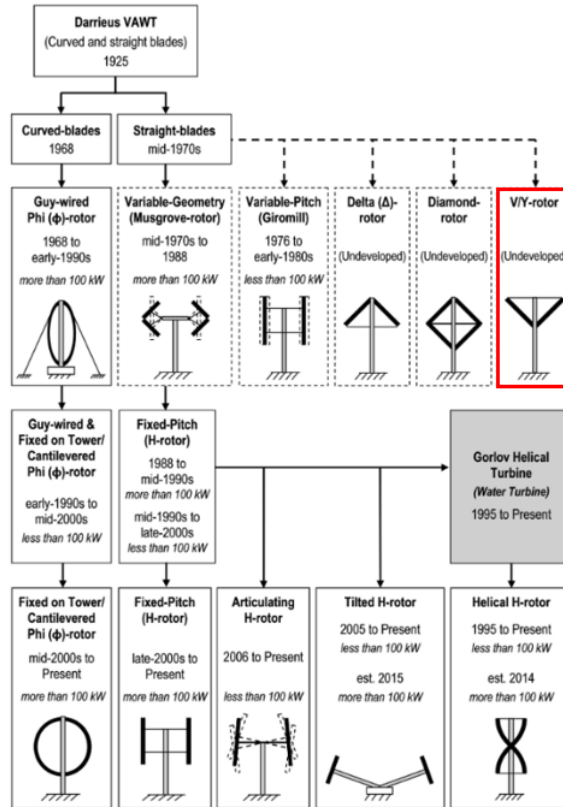 Darrieus VAWT
(Curved and straight blades)
1925
Curved-blades
1968
Straight-blades
mid-1970s
Guy-wired
Phi (ϕ)-rotor
1968 to
early-1990s
more than 100 kW
Variable-Geometry
(Musgrove-rotor)
mid-1970s to
1988
more than 100 kW
Variable-Pitch
(Giromill)
1976 to
early-1980s
less than 100 kW
Delta (Δ)-
rotor
(Undeveloped)
Diamond-
rotor
(Undeveloped)
V/Y-rotor
(Undeveloped)
Guy-wired &
Fixed on Tower/
Cantilevered
Phi (ϕ)-rotor
early-1990s to
mid-2000s
less than 100 kW
Fixed-Pitch
(H-rotor)
1988 to
mid-1990s
more than 100 kW
mid-1990s to
late-2000s
less than 100 kW
Gorlov Helical
Turbine
(Water Turbine)
1995 to Present
Fixed on Tower/
Cantilevered
Phi (ϕ)-rotor
mid-2000s to
Present
more than 100 kW
Fixed-Pitch
(H-rotor)
late-2000s to
Present
more than 100 kW
Articulating
H-rotor
2006 to Present
less than 100 kW
Tilted H-rotor
2005 to Present
less than 100 kW
est. 2015
more than 100 kW
Helical H-rotor
1995 to Present
less than 100 kW
est. 2014
more than 100 kW